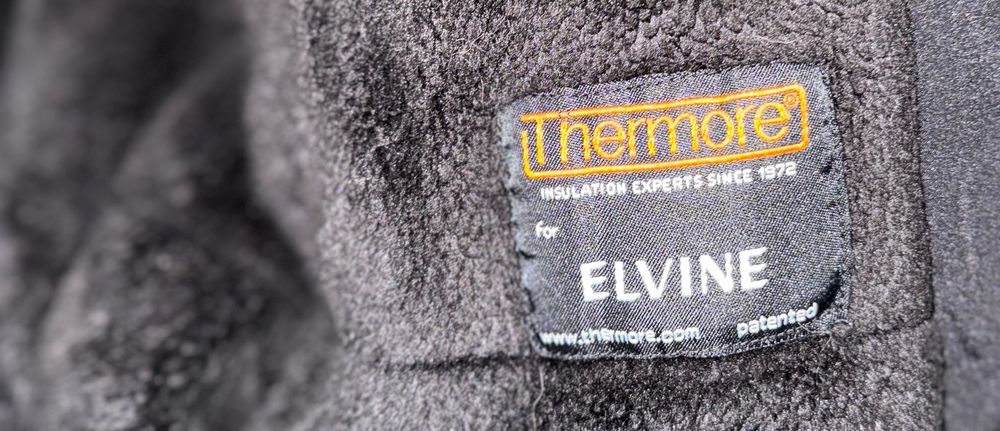 Thermore®
INSULATION EXPERTS SINCE 1972
for
ELVINE
www.thermore.com patented